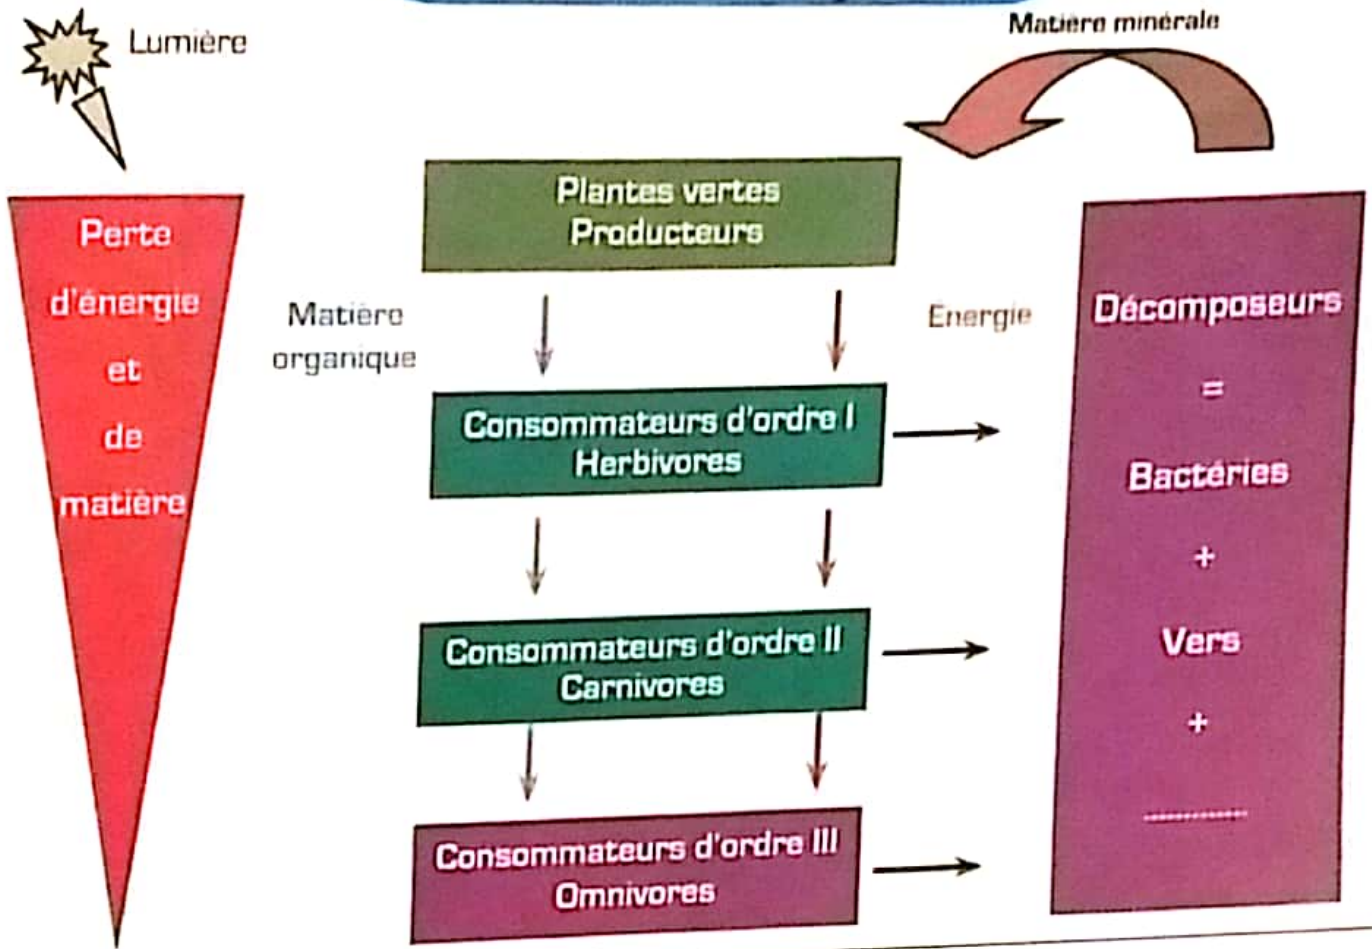 Matière minérale
Lumière
Plantes vertes
Producteurs
Perte
d'énergie
et
de
matière
Matière
organique
Énergie
Décomposeurs
=
Bactéries
+
Vers
+
..............
Consommateurs d'ordre I
Herbivores
Consommateurs d'ordre II
Carnivores
Consommateurs d'ordre III
Omnivores